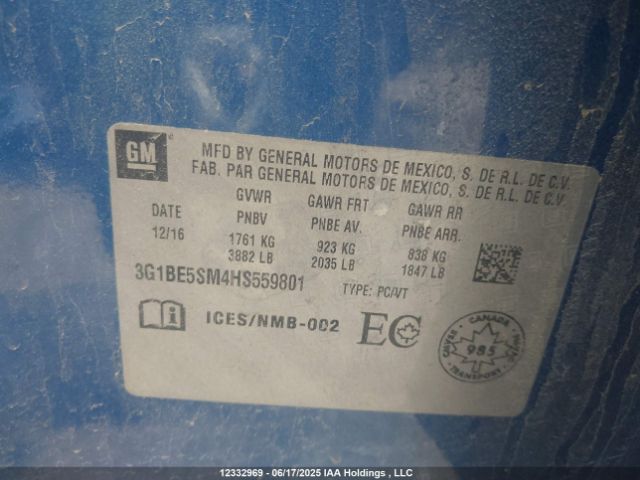 GM
MFD BY GENERAL MOTORS DE MEXICO, S. DE R.L. DE C.V.
FAB. PAR GENERAL MOTORS DE MEXICO, S. DE R.L. DE C.V.
DATE
12/16
GVWR
PNBV
1761 KG
3882 LB
GAWR FRT
PNBE AV.
923 KG
2035 LB
GAWR RR
PNBE ARR.
838 KG
1847 LB
3G1BE5SM4HS559801
TYPE: PC/VT
ICES/NMB-002
EC
CANADA
985
TRANSPORT
12332969 - 06/17/2025 IAA Holdings , LLC